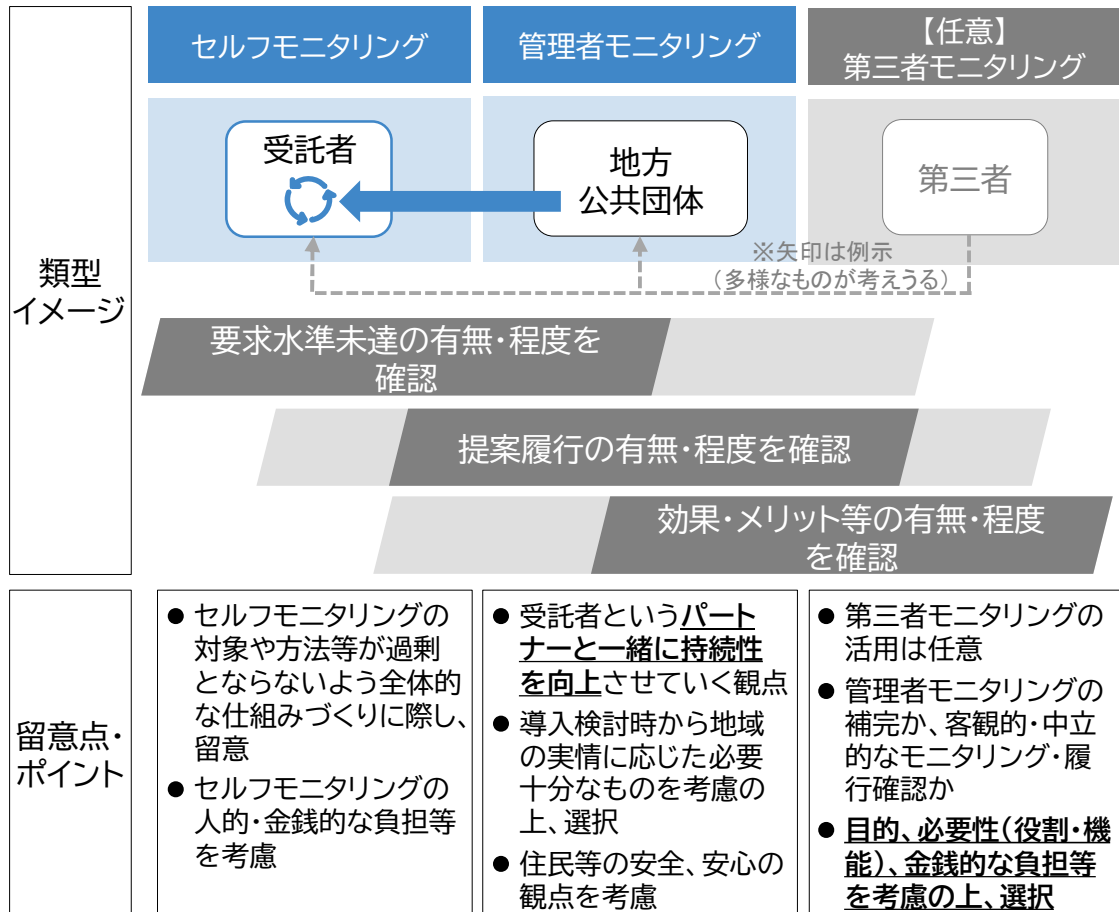 セルフモニタリング
管理者モニタリング
【任意】
第三者モニタリング
類型
イメージ
受託者
地方
公共団体
第三者
※矢印は例示
（多様なものが考えうる）
要求水準未達の有無・程度を
確認
提案履行の有無・程度を確認
効果・メリット等の有無・程度
を確認
留意点・
ポイント
● セルフモニタリングの
対象や方法等が過剰
とならないよう全体的
な仕組みづくりに際し、
留意
● セルフモニタリングの
人的・金銭的な負担等
を考慮
● 受託者というパート
ナーと一緒に持続性
を向上させていく観点
● 導入検討時から地域
の実情に応じた必要
十分なものを考慮の
上、選択
● 住民等の安全、安心の
観点を考慮
● 第三者モニタリングの
活用は任意
● 管理者モニタリングの
補完か、客観的・中立
的なモニタリング・履
行確認か
● 目的、必要性（役割・機
能）、金銭的な負担等
を考慮の上、選択